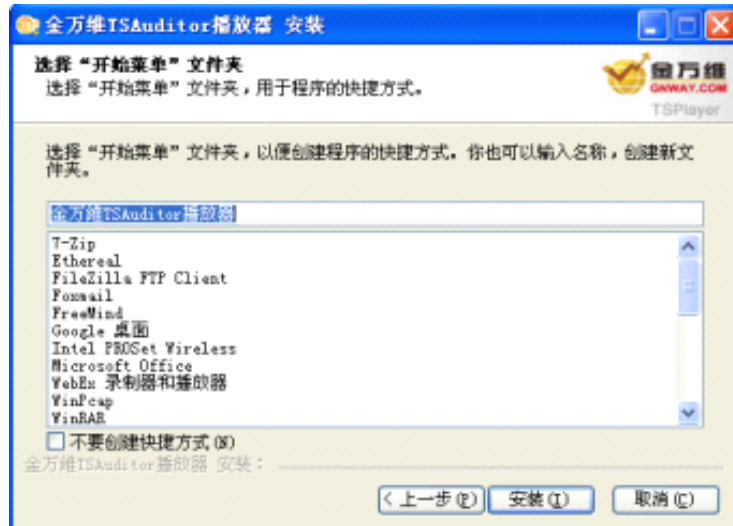 金万维TSAuditor播放器 安装
选择“开始菜单”文件夹
选择“开始菜单”文件夹，用于程序的快捷方式。
金万维
GNWAY.COM
TSPlayer
选择“开始菜单”文件夹，以便创建程序的快捷方式。你也可以输入名称，创建新文
件夹。
金万维TSAuditor播放器
7-Zip
Ethereal
FileZilla FTP Client
Foxmail
FreeMind
Google 桌面
Intel PROSet Wireless
Microsoft Office
WebEx 录制器和播放器
WinPcap
WinRAR
不要创建快捷方式(N)
金万维TSAuditor播放器 安装：
< 上一步(P)
安装(I)
取消(C)